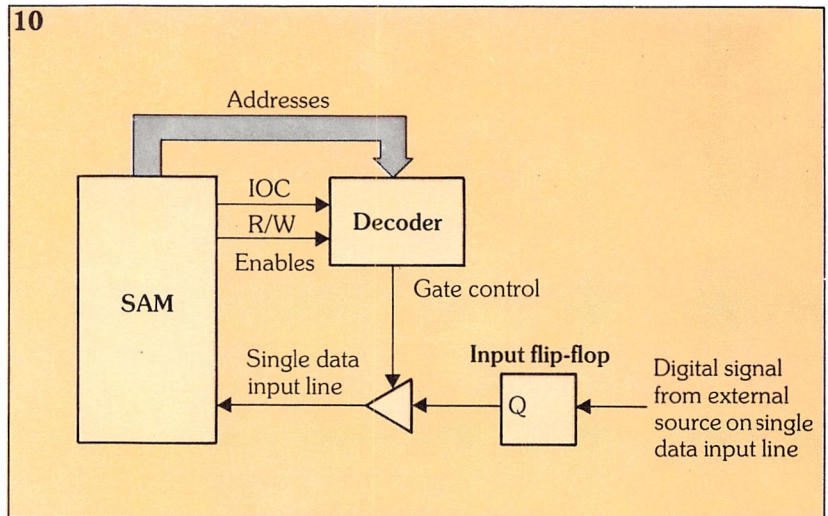 10
Addresses
IOC
R/W
Enables
Decoder
SAM
Gate control
Single data
input line
Input flip-flop
Q
Digital signal
from external
source on single
data input line